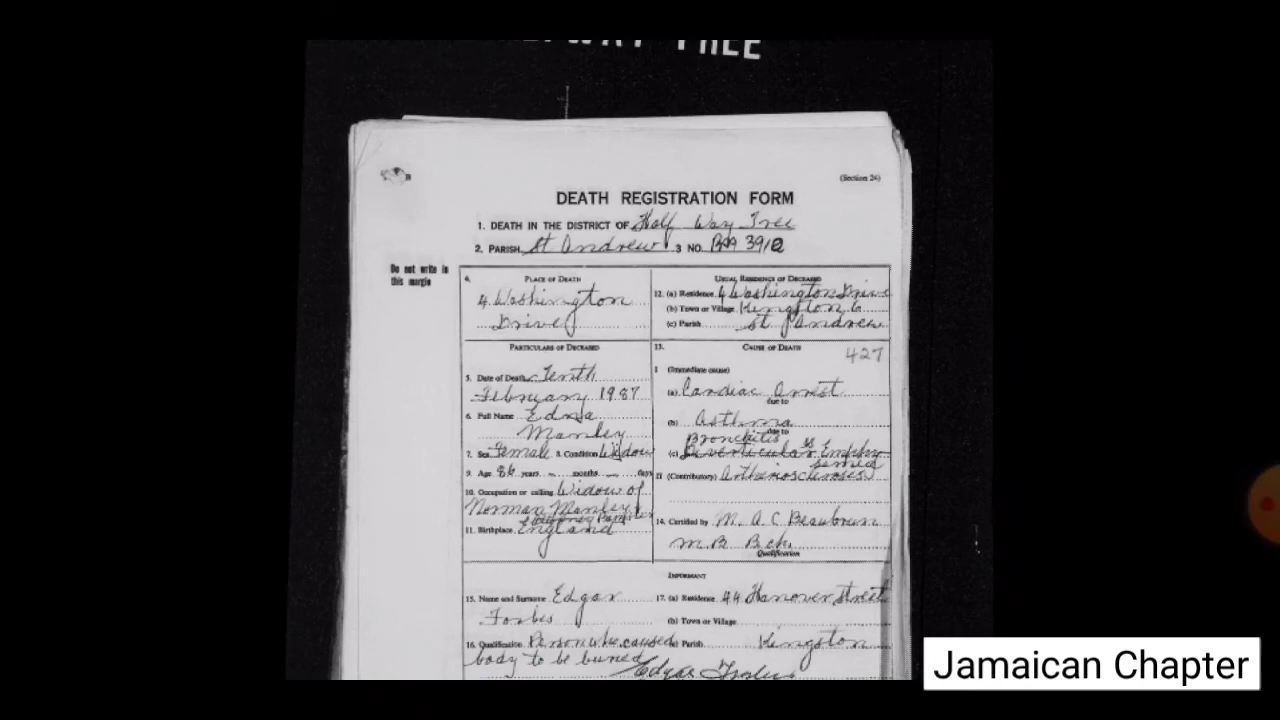 FREE
(Section 24)
DEATH REGISTRATION FORM
1. DEATH IN THE DISTRICT OF Half Way Tree
2. PARISH St Andrew 3 NO. 3912
Do not write in
this margin
4. PLACE OF DEATH
4 Washington
Drive
USUAL RESIDENCE OF DECEASED
12. (a) Residence 4 Washington Drive
(b) Town or Village Kingston 6
(c) Parish St Andrew
PARTICULARS OF DECEASED
5. Date of Death Tenth
February 1987
6. Full Name Edna
Manley
7. Sex Female 8. Condition Widow
9. Age 86 years – months – days
10. Occupation or calling Widow of
Norman Manley
11. Birthplace England
13. CAUSE OF DEATH
427
I (Immediate cause)
(a) Cardiac Arrest
due to
(b) Asthma
due to
Bronchitis
(c) Emphy
sema
II (Contributory)
14. Certified by M. A. C Beaubrun
M.B. B.ch.
Qualification
INFORMANT
15. Name and Surname Edgar
Forbes
16. Qualification Person who caused
body to be buried
17. (a) Residence 44 Hanover Street
(b) Town or Village
(c) Parish Kingston
Edgar Forbes
Jamaican Chapter